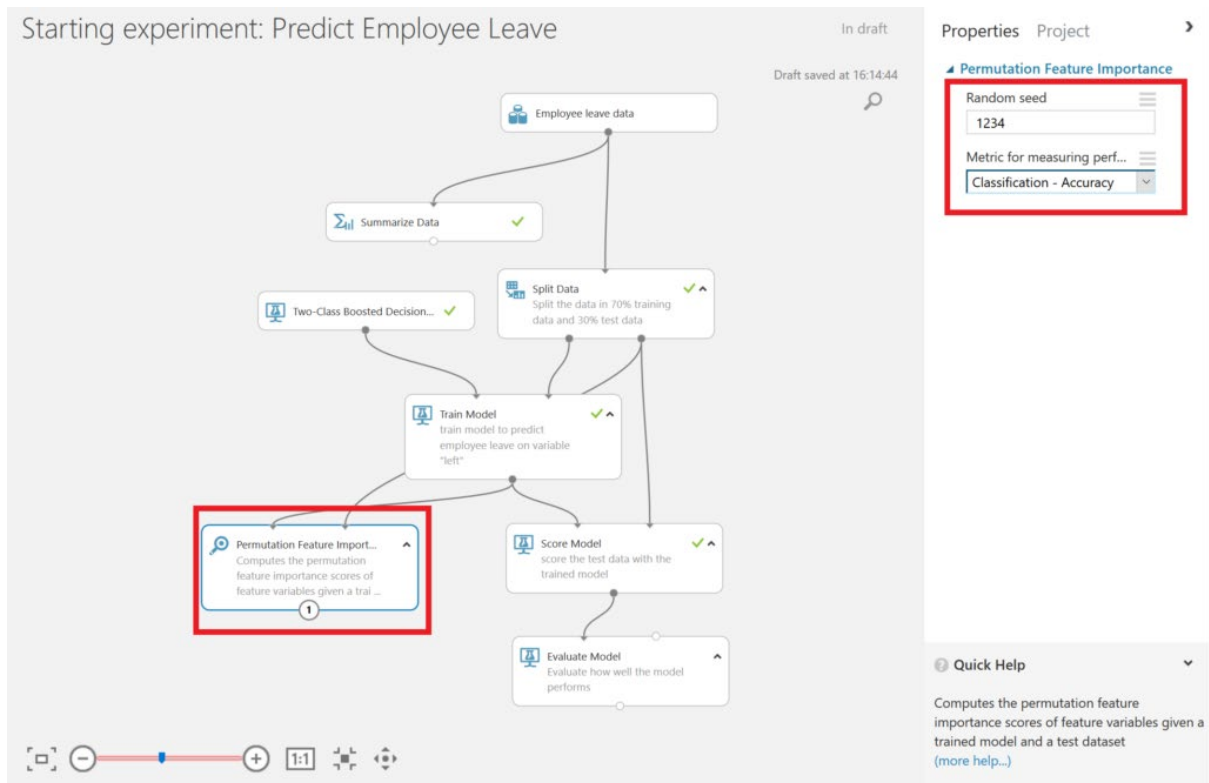 Starting experiment: Predict Employee Leave
In draft
Draft saved at 16:14:44
Employee leave data
Summarize Data
Split Data
Split the data in 70% training
data and 30% test data
Two-Class Boosted Decision...
Train Model
train model to predict
employee leave on variable
"left"
Permutation Feature Import...
Computes the permutation
feature importance scores of
feature variables given a trai ...
1
Score Model
score the test data with the
trained model
Evaluate Model
Evaluate how well the model
performs
1:1
Properties Project
Permutation Feature Importance
Random seed
1234
Metric for measuring perf...
Classification - Accuracy
Quick Help
Computes the permutation feature
importance scores of feature variables given a
trained model and a test dataset
(more help...)